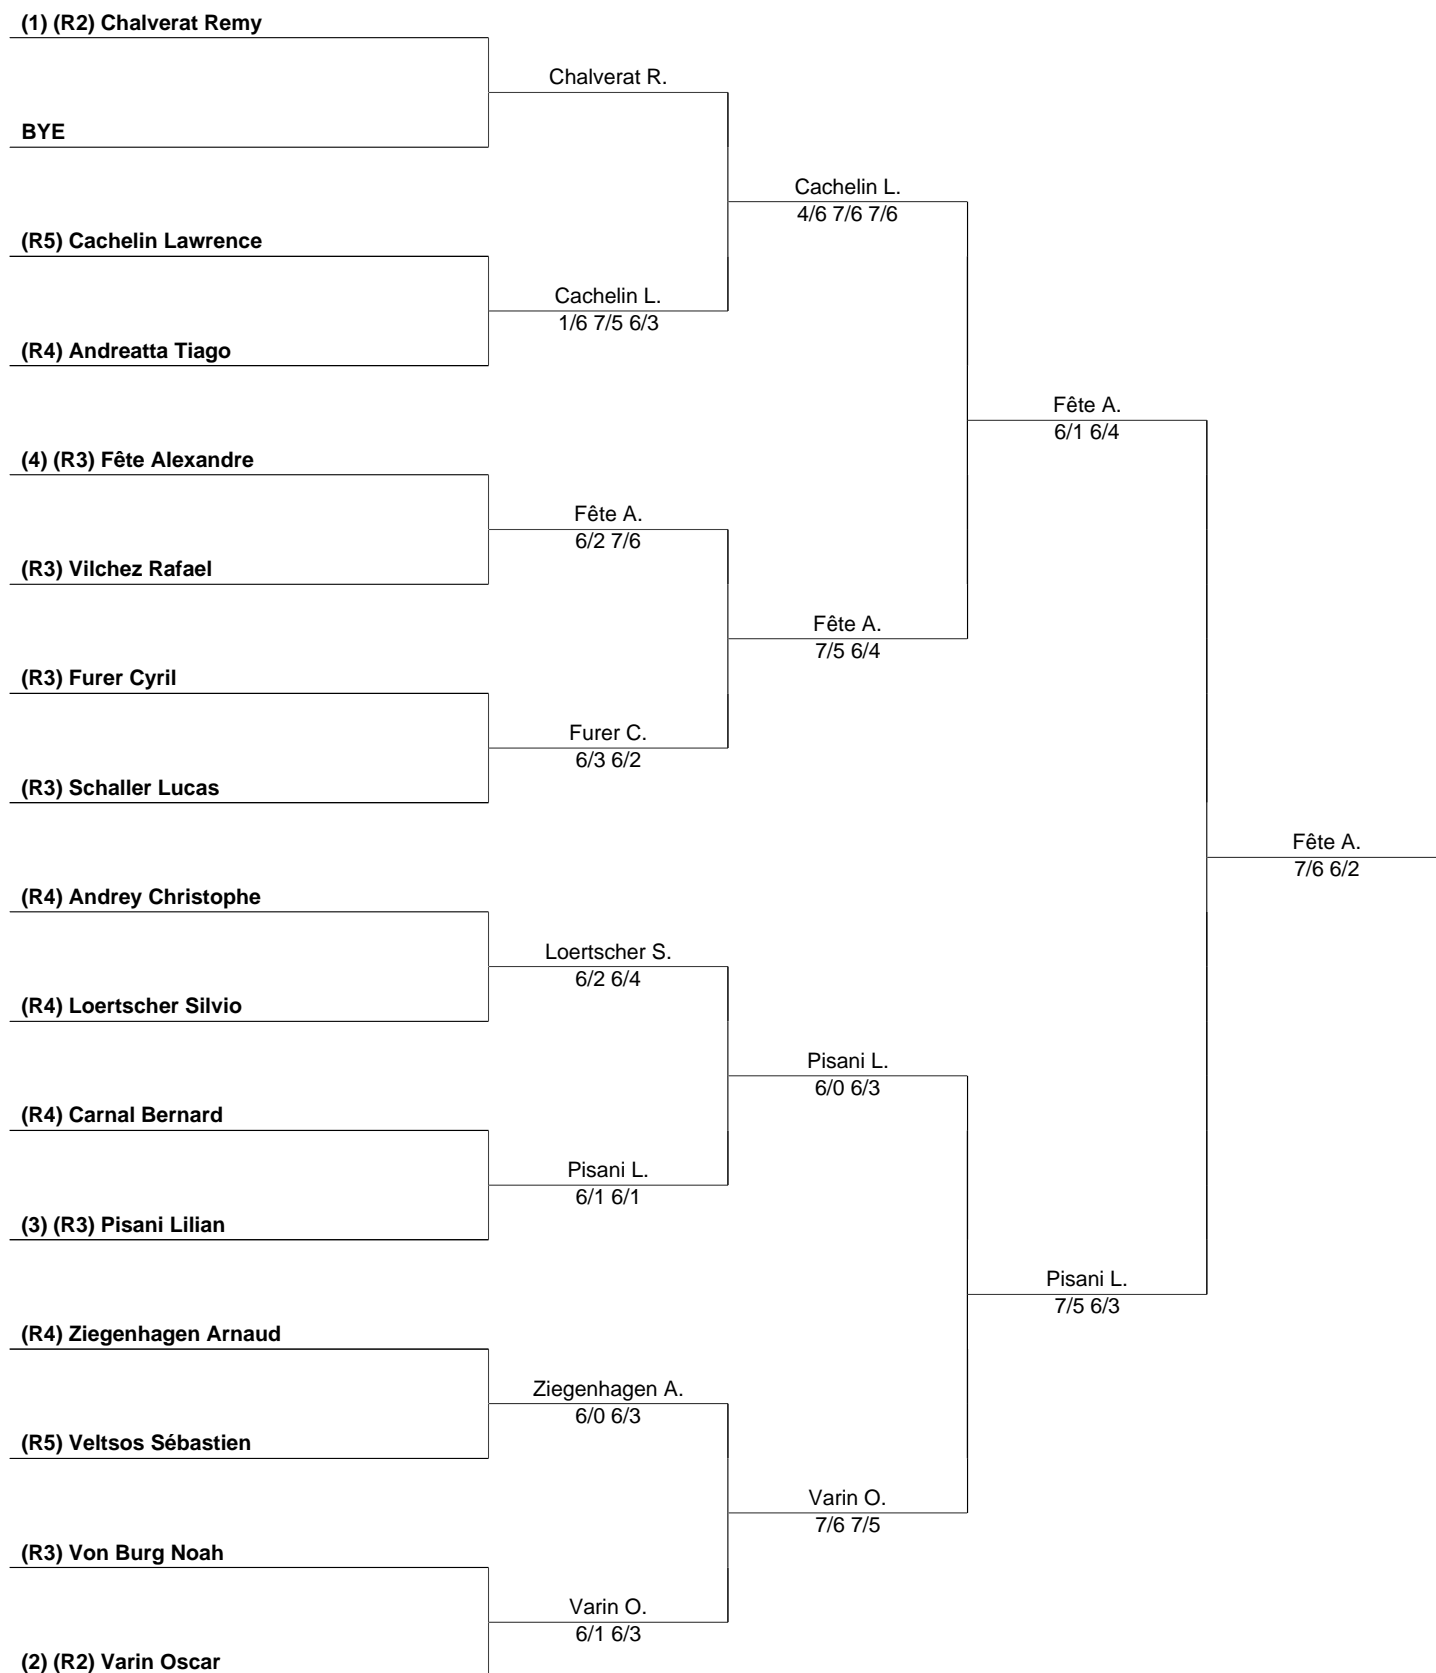 (1) (R2) Chalverat Remy
Chalverat R.
BYE
Cachelin L.
4/6 7/6 7/6
(R5) Cachelin Lawrence
Cachelin L.
1/6 7/5 6/3
(R4) Andreatta Tiago
Fête A.
6/1 6/4
(4) (R3) Fête Alexandre
Fête A.
6/2 7/6
(R3) Vilchez Rafael
Fête A.
7/5 6/4
(R3) Furer Cyril
Furer C.
6/3 6/2
(R3) Schaller Lucas
Fête A.
7/6 6/2
(R4) Andrey Christophe
Loertscher S.
6/2 6/4
(R4) Loertscher Silvio
Pisani L.
6/0 6/3
(R4) Carnal Bernard
Pisani L.
6/1 6/1
(3) (R3) Pisani Lilian
Pisani L.
7/5 6/3
(R4) Ziegenhagen Arnaud
Ziegenhagen A.
6/0 6/3
(R5) Veltsos Sébastien
Varin O.
7/6 7/5
(R3) Von Burg Noah
Varin O.
6/1 6/3
(2) (R2) Varin Oscar